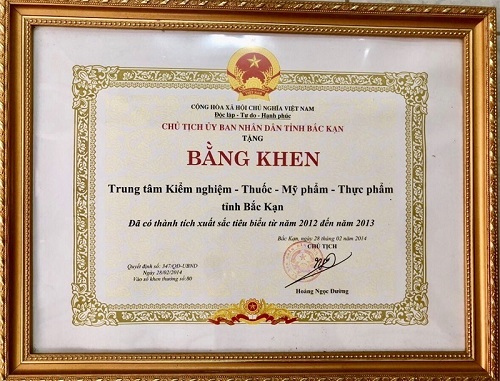 CỘNG HÒA XÃ HỘI CHỦ NGHĨA VIỆT NAM
Độc lập - Tự do - Hạnh phúc
CHỦ TỊCH ỦY BAN NHÂN DÂN TỈNH BẮC KẠN
TẶNG
BẰNG KHEN
Trung tâm Kiểm nghiệm - Thuốc - Mỹ phẩm - Thực phẩm
tỉnh Bắc Kạn
Đã có thành tích xuất sắc tiêu biểu từ năm 2012 đến năm 2013
Bắc Kạn, ngày 28 tháng 02 năm 2014
CHỦ TỊCH
Quyết định số: 347/QĐ-UBND
Ngày 28/02/2014
Vào sổ khen thưởng số:80
Hoàng Ngọc Đường